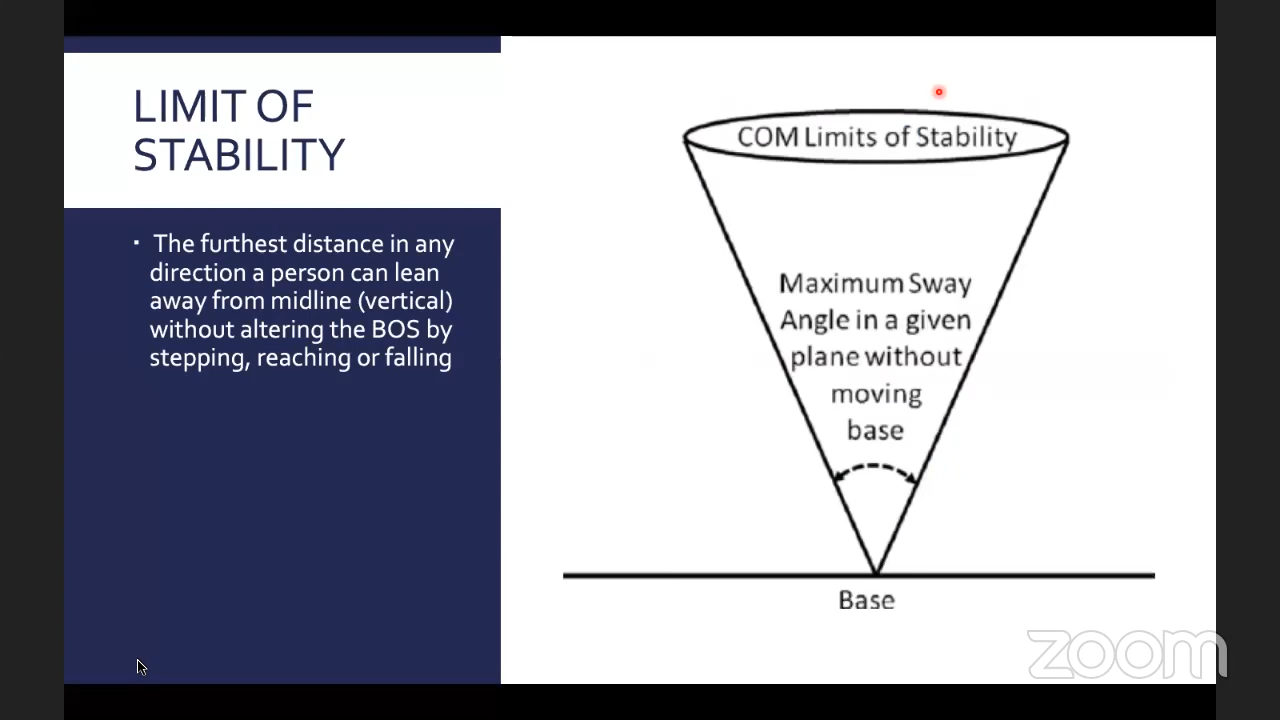 LIMIT OF
STABILITY
▪ The furthest distance in any
direction a person can lean
away from midline (vertical)
without altering the BOS by
stepping, reaching or falling
COM Limits of Stability
Maximum Sway
Angle in a given
plane without
moving
base
Base
zoom